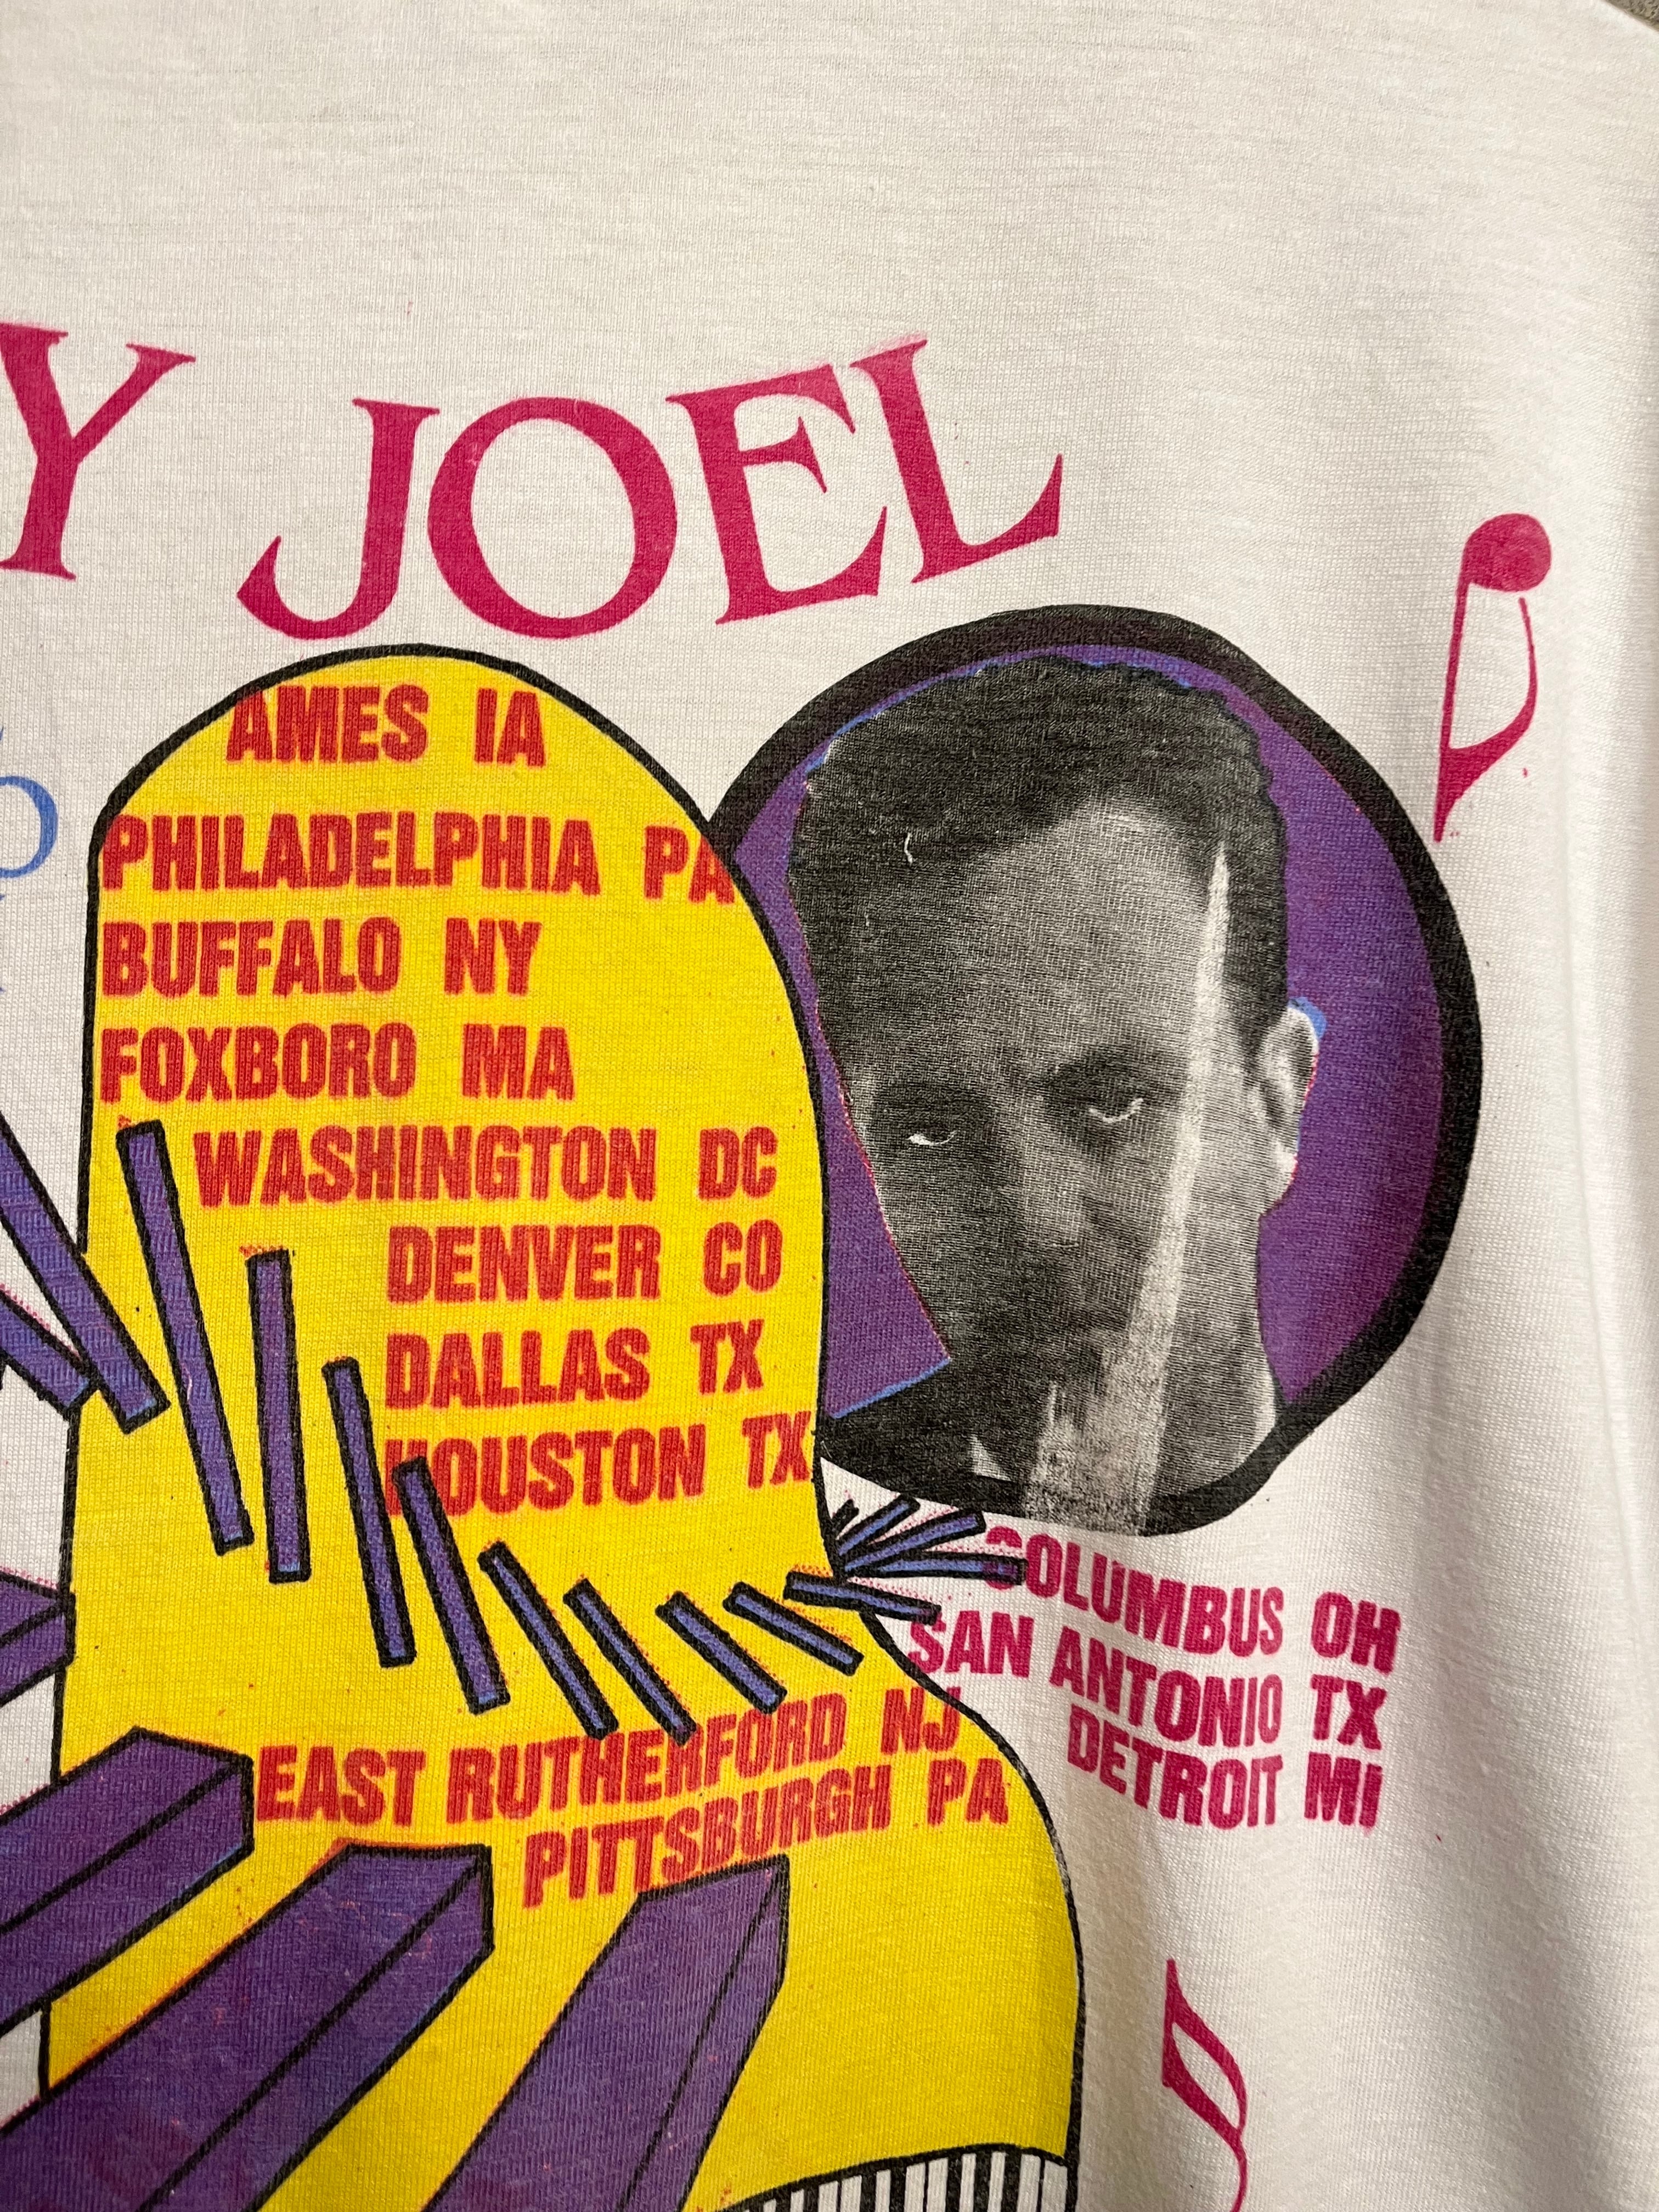 Y JOEL
AMES IA
PHILADELPHIA PA
BUFFALO NY
FOXBORO MA
WASHINGTON DC
DENVER CO
DALLAS TX
HOUSTON TX
COLUMBUS OH
SAN ANTONIO TX
DETROIT MI
EAST RUTHERFORD NJ
PITTSBURGH PA